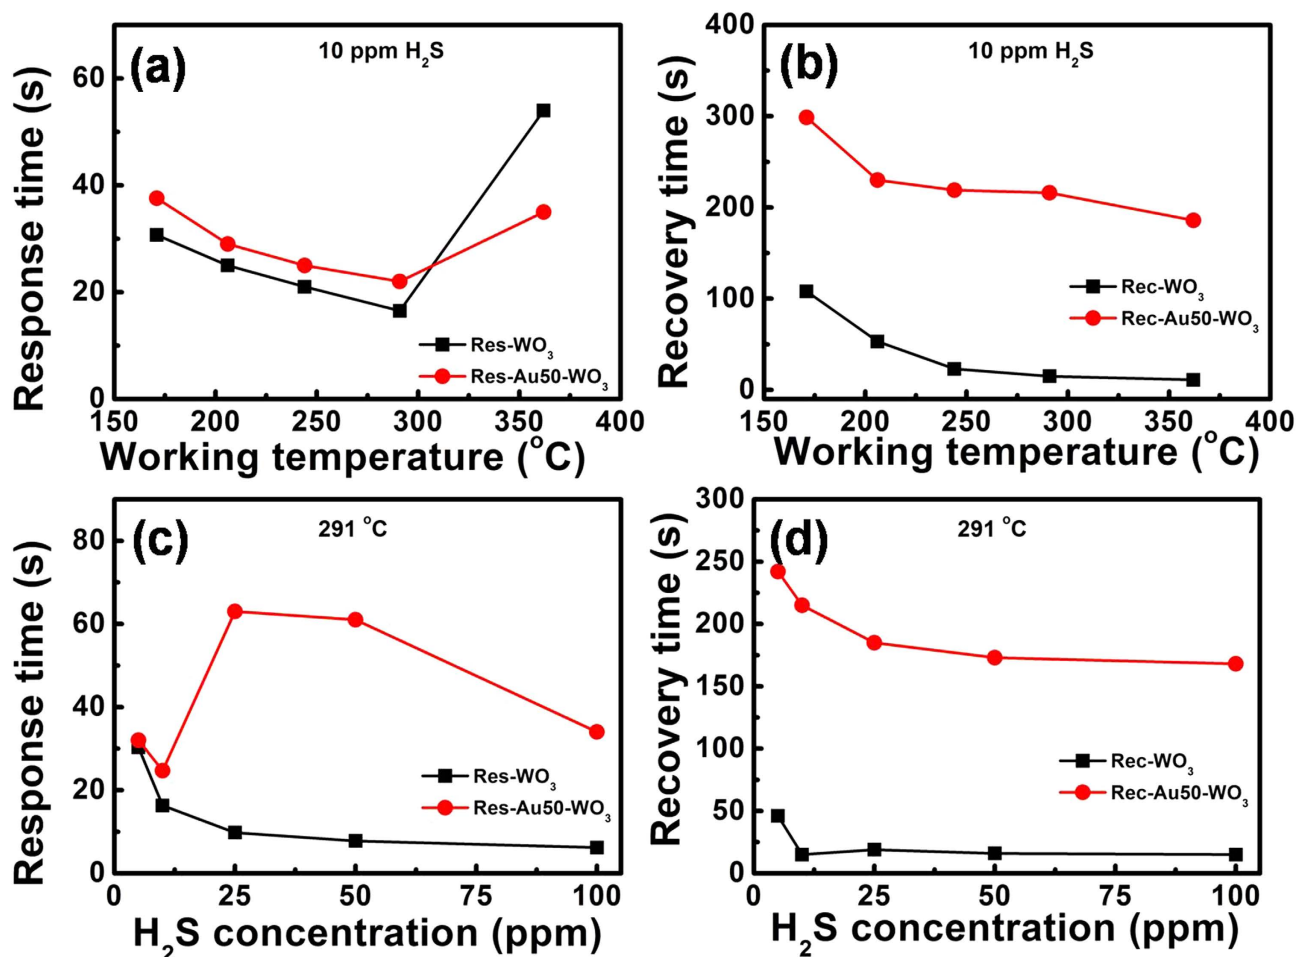 (a)
10 ppm H₂S
Response time (s)
60
40
20
0
Res-WO₃
Res-Au50-WO₃
150 200 250 300 350 400
Working temperature (°C)
(b)
10 ppm H₂S
Recovery time (s)
400
300
200
100
0
Rec-WO₃
Rec-Au50-WO₃
150 200 250 300 350 400
Working temperature (°C)
(c)
291 °C
Response time (s)
80
60
40
20
0
Res-WO₃
Res-Au50-WO₃
0 25 50 75 100
H₂S concentration (ppm)
(d)
291 °C
Recovery time (s)
300
250
200
150
100
50
0
Rec-WO₃
Rec-Au50-WO₃
0 25 50 75 100
H₂S concentration (ppm)